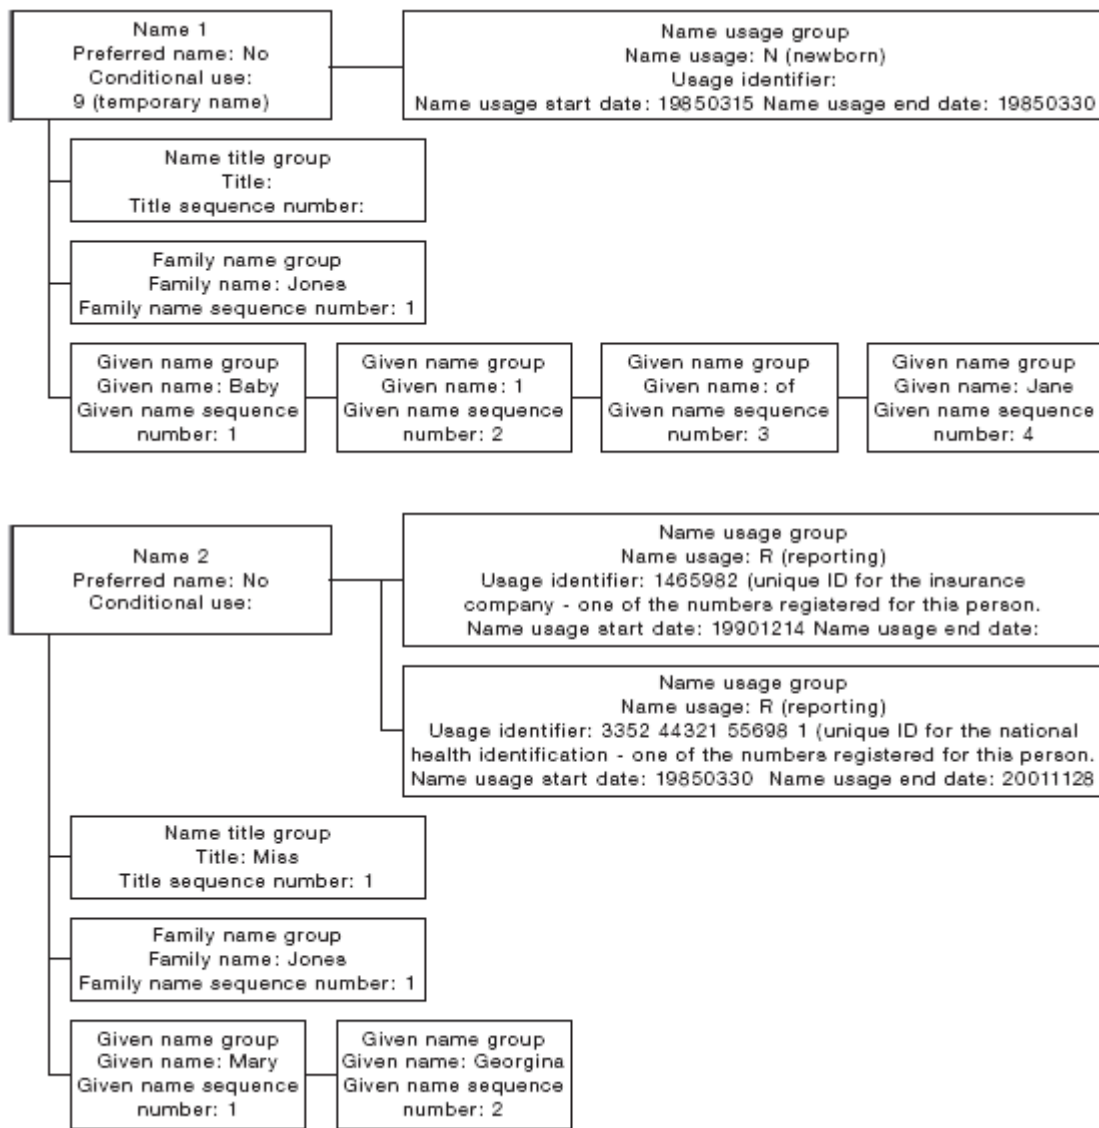 Name 1
Preferred name: No
Conditional use:
9 (temporary name)
Name usage group
Name usage: N (newborn)
Usage identifier:
Name usage start date: 19850315 Name usage end date: 19850330
Name title group
Title:
Title sequence number:
Family name group
Family name: Jones
Family name sequence number: 1
Given name group
Given name: Baby
Given name sequence
number: 1
Given name group
Given name: 1
Given name sequence
number: 2
Given name group
Given name: of
Given name sequence
number: 3
Given name group
Given name: Jane
Given name sequence
number: 4
Name 2
Preferred name: No
Conditional use:
Name usage group
Name usage: R (reporting)
Usage identifier: 1465982 (unique ID for the insurance
company - one of the numbers registered for this person.
Name usage start date: 19901214 Name usage end date:
Name usage group
Name usage: R (reporting)
Usage identifier: 3352 44321 55698 1 (unique ID for the national
health identification - one of the numbers registered for this person.
Name usage start date: 19850330 Name usage end date: 20011128
Name title group
Title: Miss
Title sequence number: 1
Family name group
Family name: Jones
Family name sequence number: 1
Given name group
Given name: Mary
Given name sequence
number: 1
Given name group
Given name: Georgina
Given name sequence
number: 2